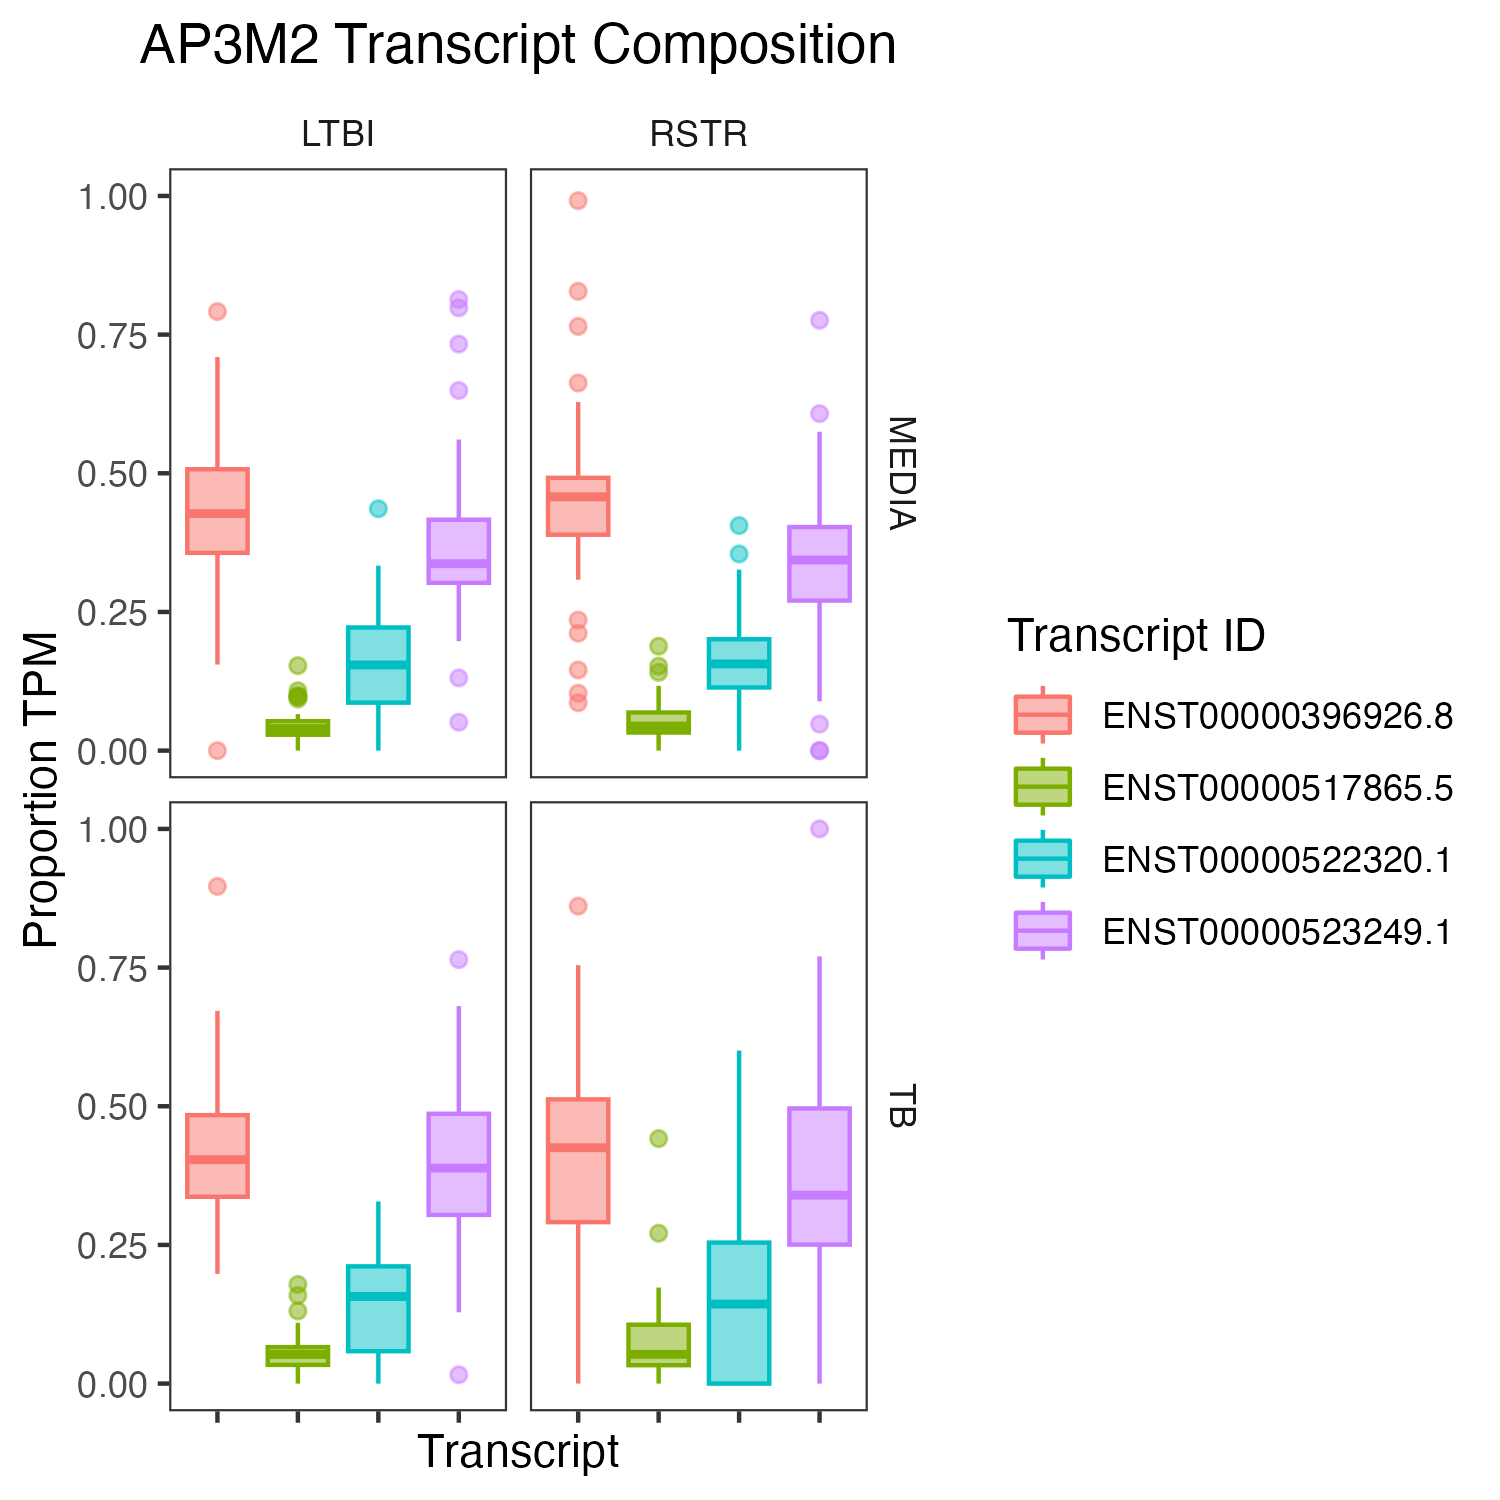 AP3M2 Transcript Composition
LTBI
RSTR
1.00
0.75
0.50
0.25
0.00
MEDIA
1.00
0.75
0.50
0.25
0.00
TB
Proportion TPM
Transcript
Transcript ID
ENST00000396926.8
ENST00000517865.5
ENST00000522320.1
ENST00000523249.1